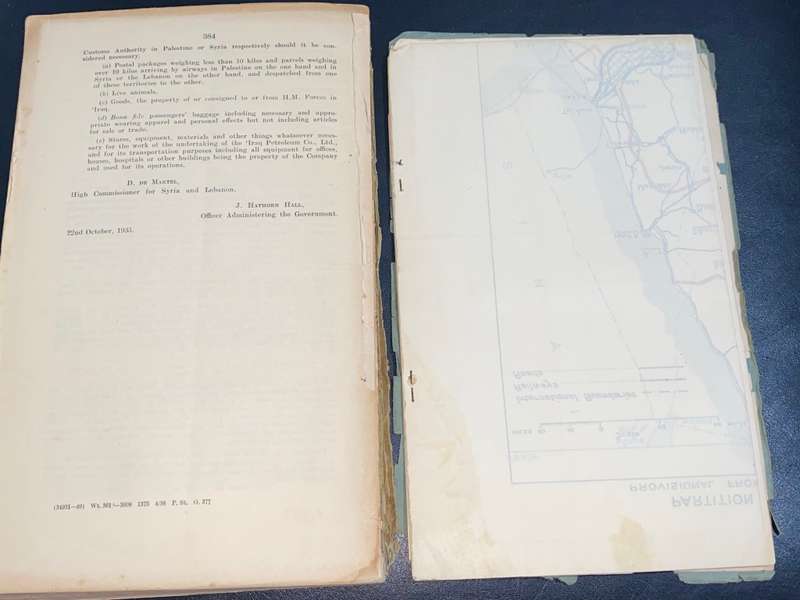 384
Customs Authority in Palestine or Syria respectively should it be con-
sidered necessary.
(a) Postal packages weighing less than 10 kilos and parcels weighing
over 10 kilos arriving by airways in Palestine on the one hand and in
Syria or the Lebanon on the other hand, and despatched from one
of these territories to the other.
(b) Live animals.
(c) Goods, the property of or consigned to or from H.M. Forces in
'Iraq.
(d) Bona fide passengers' baggage including necessary and appro-
priate wearing apparel and personal effects but not including articles
for sale or trade.
(e) Stores, equipment, materials and other things whatsoever neces-
sary for the work of the undertaking of the 'Iraq Petroleum Co., Ltd.,
and for its transportation purposes including all equipment for offices,
houses, hospitals or other buildings being the property of the Company
and used for its operations.
D. DE MARTEL,
High Commissioner for Syria and Lebanon.
J. HATHORN HALL,
Officer Administering the Government.
22nd October, 1935.
Roads
Railways
International Boundaries
Scale
PROVISIONAL FRON
PARTITION